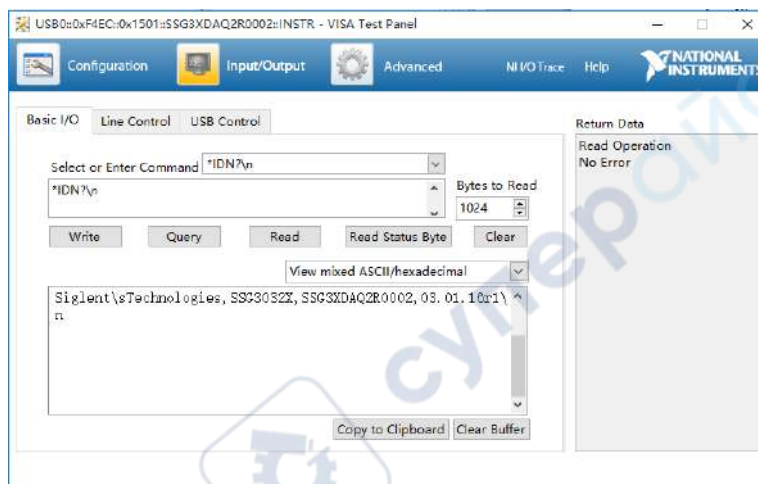 USB0::0xF4EC::0x1501::SSG3XDAQ2R0002::INSTR - VISA Test Panel
Configuration Input/Output Advanced NI I/O Trace Help NATIONAL INSTRUMENTS
Basic I/O Line Control USB Control
Return Data
Read Operation
No Error
Select or Enter Command *IDN?\n
*IDN?\n
Bytes to Read
1024
Write Query Read Read Status Byte Clear
View mixed ASCII/hexadecimal
Siglent\sTechnologies,SSG3032X,SSG3XDAQ2R0002,03.01.16r1\
n
Copy to Clipboard Clear Buffer
суперайс